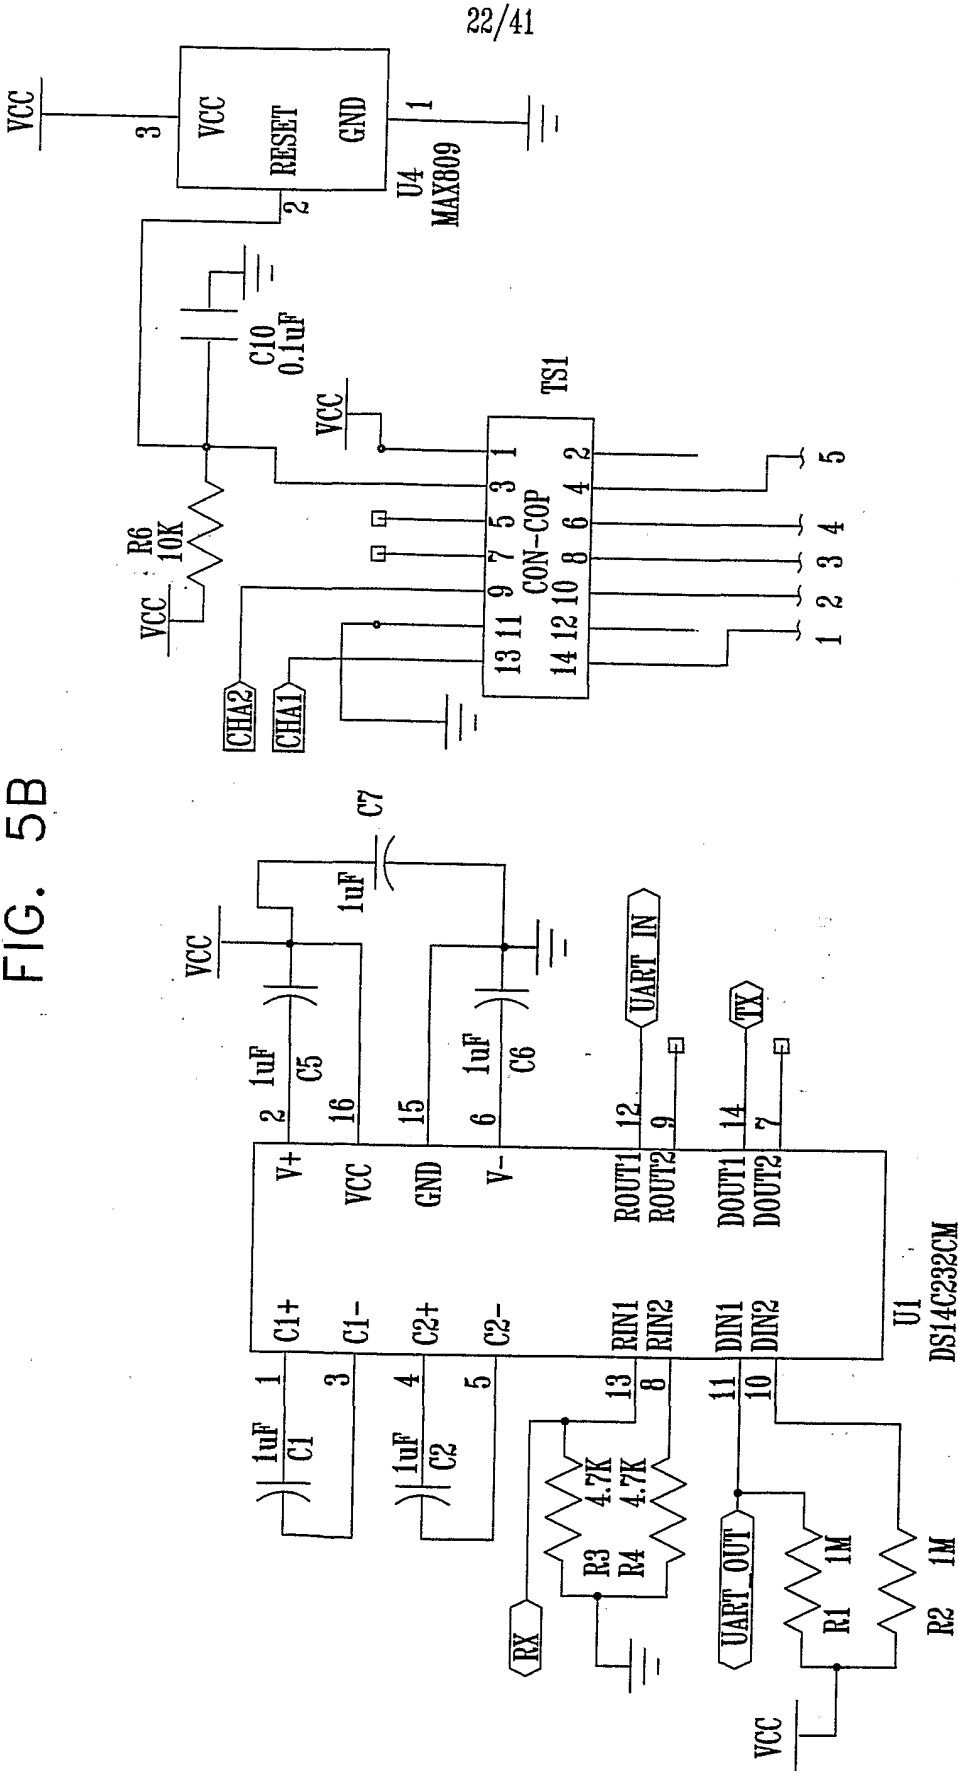 22/41
FIG. 5B
VCC
3
VCC
RESET
GND
1
2
U4
MAX809
C10
0.1uF
R6
10K
VCC
VCC
TS1
CON-COP
1
3
5
7
9
11
13
2
4
6
8
10
12
14
5
4
3
2
1
CHA2
CHA1
VCC
C7
1uF
1uF
C5
1uF
C6
2
16
15
6
V+
VCC
GND
V-
UART IN
TX
12
9
14
7
ROUT1
ROUT2
DOUT1
DOUT2
C1+
C1-
C2+
C2-
RIN1
RIN2
DIN1
DIN2
U1
DS14C232CM
1
3
4
5
13
8
11
10
1uF
C1
1uF
C2
4.7K
4.7K
R3
R4
RX
UART OUT
1M
R1
1M
R2
VCC